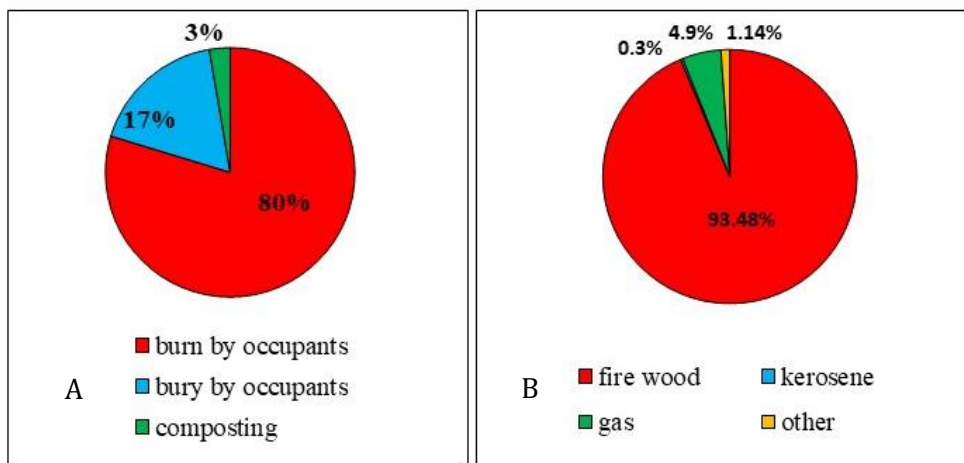 3%
17%
80%
burn by occupants
bury by occupants
composting
A
4.9% 1.14%
0.3%
93.48%
fire wood kerosene
gas other
B